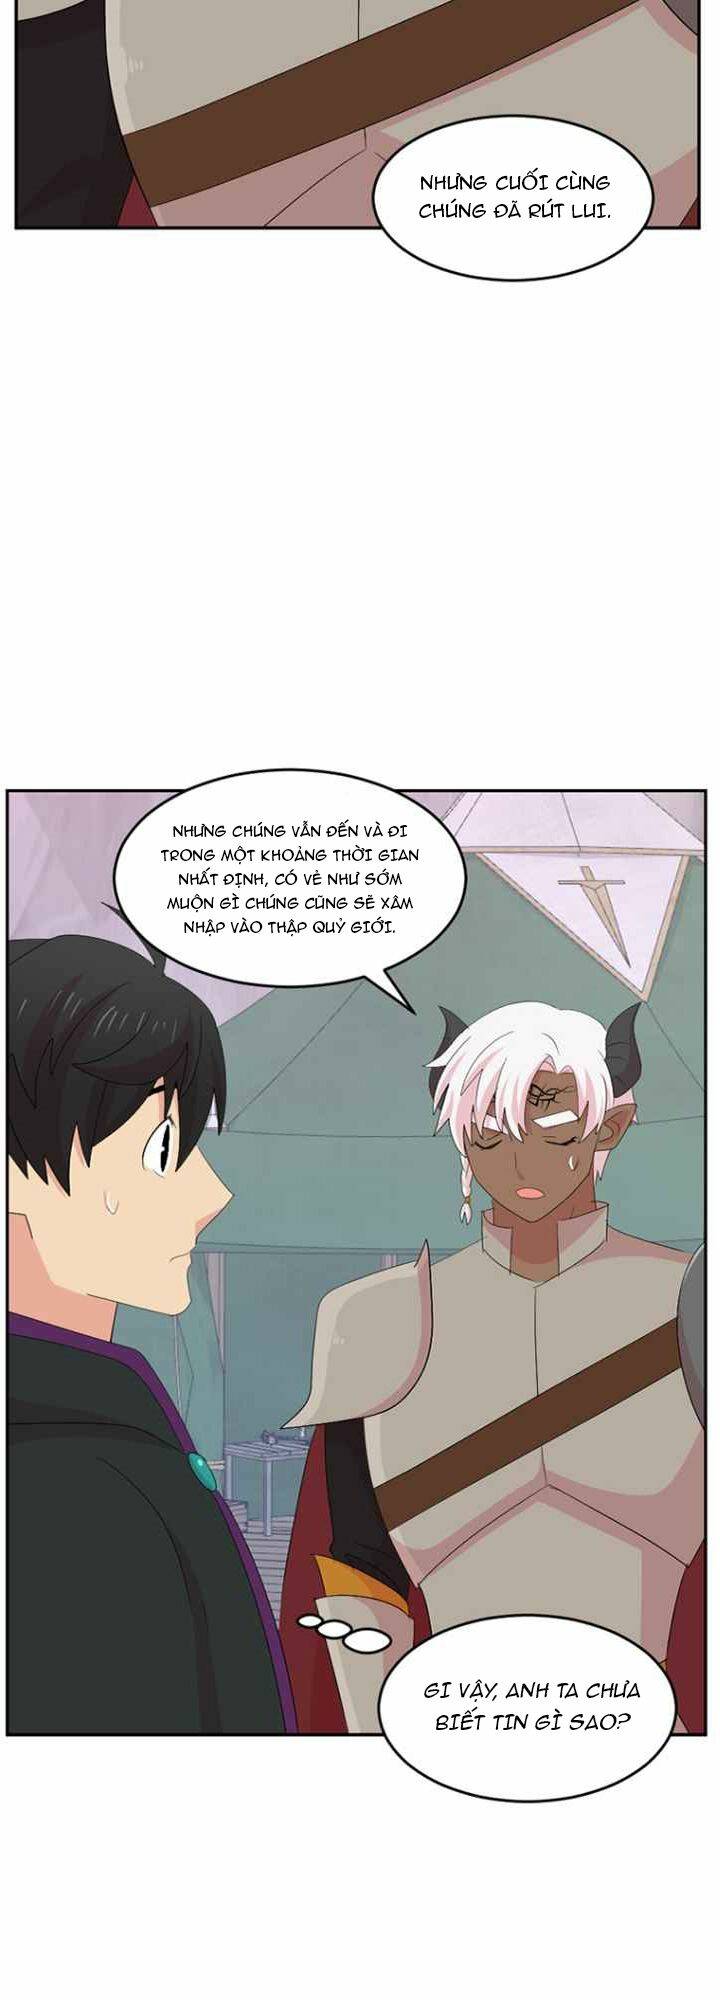 NHƯNG CUỐI CÙNG
CHÚNG ĐÃ RÚT LUI.
NHƯNG CHÚNG VẪN ĐẾN VÀ ĐI
TRONG MỘT KHOẢNG THỜI GIAN
NHẤT ĐỊNH, CÓ VẺ NHƯ SỚM
MUỘN GÌ CHÚNG CŨNG SẼ XÂM
NHẬP VÀO THẬP QUỶ GIỚI.
GI VẬY, ANH TA CHƯA
BIẾT TIN GÌ SAO?